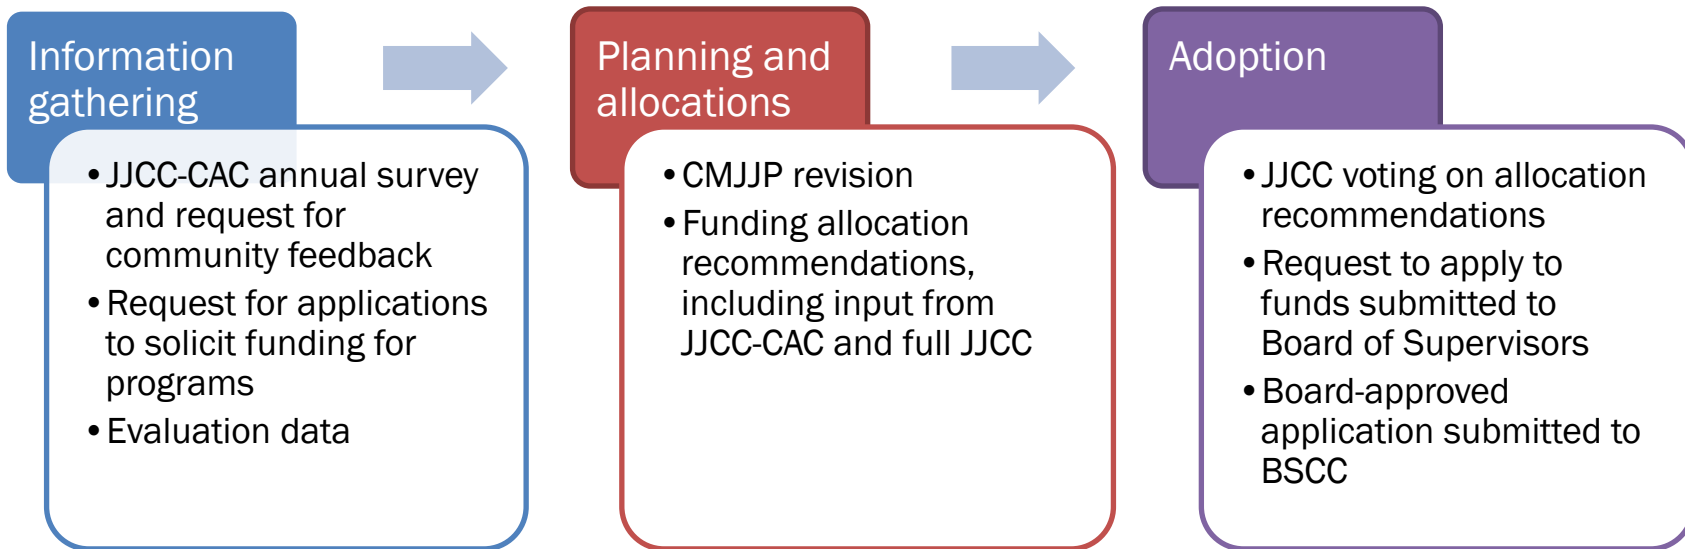 Information
gathering
• JJCC-CAC annual survey
and request for
community feedback
• Request for applications
to solicit funding for
programs
• Evaluation data
Planning and
allocations
• CMJJP revision
• Funding allocation
recommendations,
including input from
JJCC-CAC and full JJCC
Adoption
• JJCC voting on allocation
recommendations
• Request to apply to
funds submitted to
Board of Supervisors
• Board-approved
application submitted to
BSCC